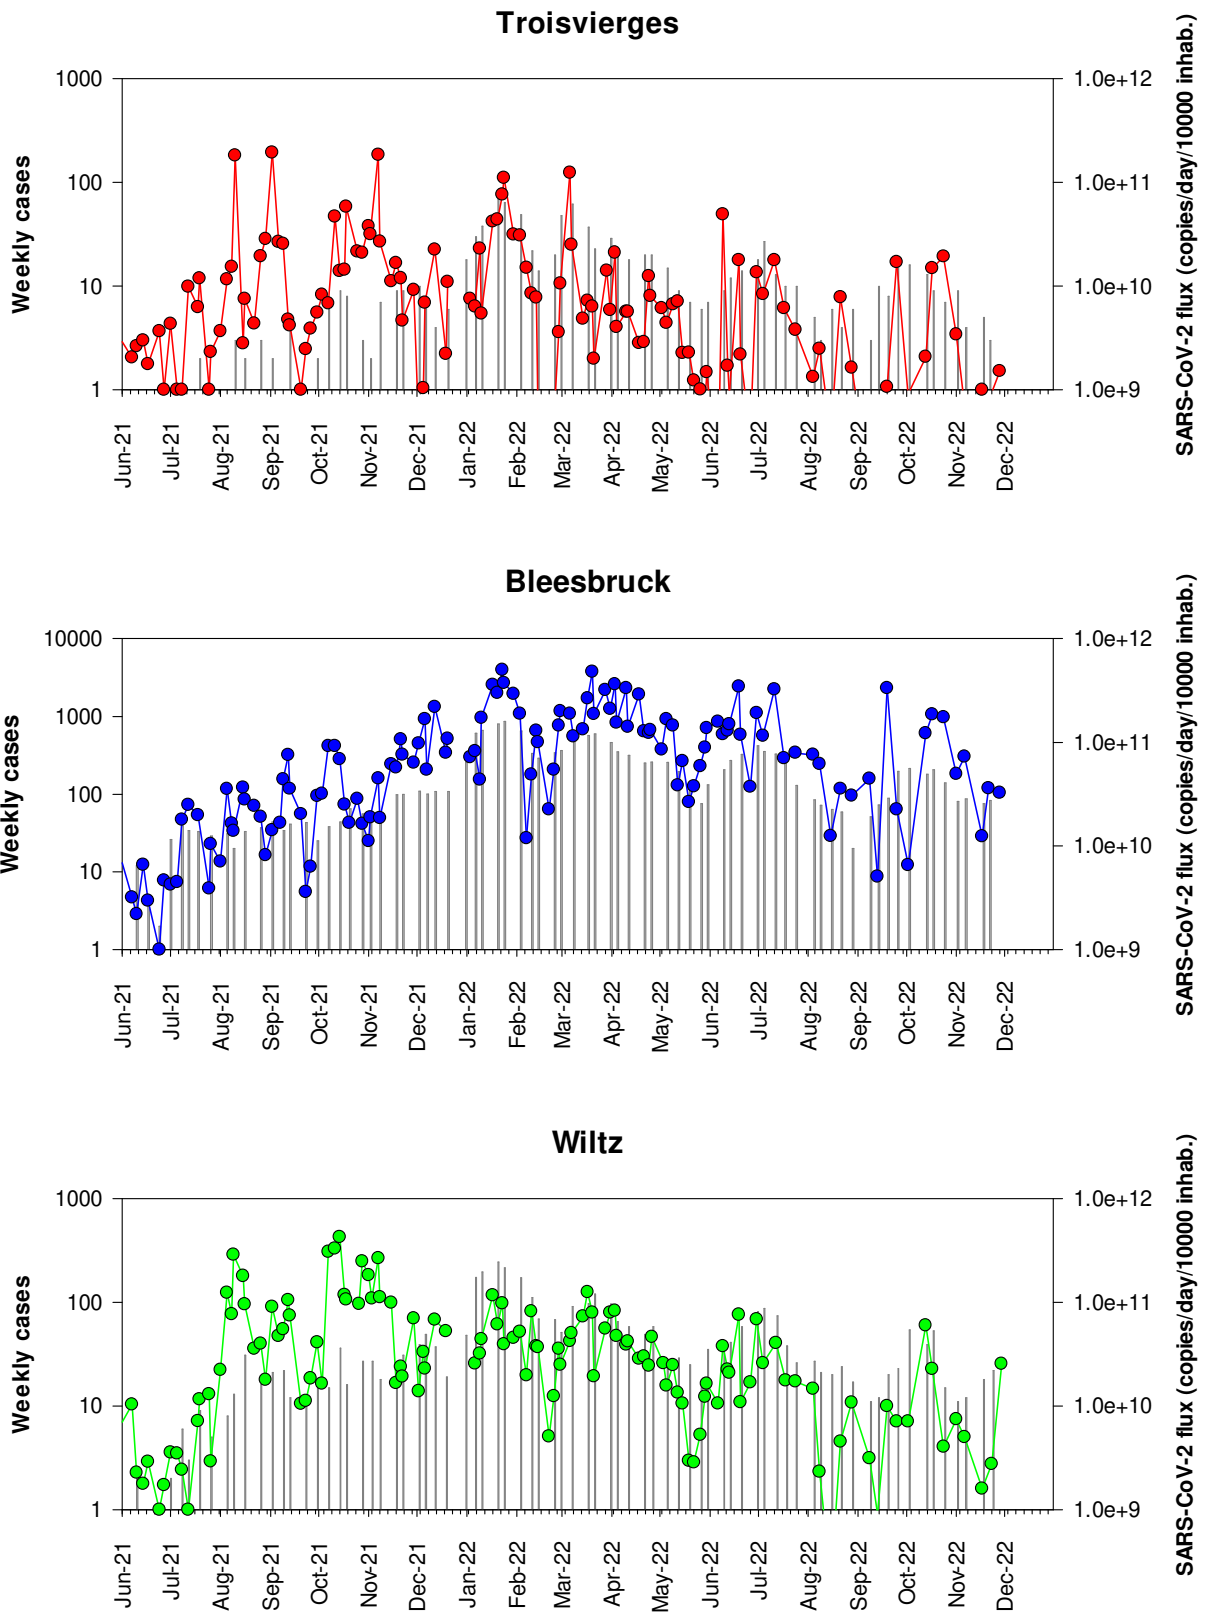 Troisvierges
Weekly cases
1000
100
10
1
1.0e+12
1.0e+11
1.0e+10
1.0e+9
SARS-CoV-2 flux (copies/day/10000 inhab.)
Jun-21
Jul-21
Aug-21
Sep-21
Oct-21
Nov-21
Dec-21
Jan-22
Feb-22
Mar-22
Apr-22
May-22
Jun-22
Jul-22
Aug-22
Sep-22
Oct-22
Nov-22
Dec-22
Bleesbruck
Weekly cases
10000
1000
100
10
1
1.0e+12
1.0e+11
1.0e+10
1.0e+9
SARS-CoV-2 flux (copies/day/10000 inhab.)
Jun-21
Jul-21
Aug-21
Sep-21
Oct-21
Nov-21
Dec-21
Jan-22
Feb-22
Mar-22
Apr-22
May-22
Jun-22
Jul-22
Aug-22
Sep-22
Oct-22
Nov-22
Dec-22
Wiltz
Weekly cases
1000
100
10
1
1.0e+12
1.0e+11
1.0e+10
1.0e+9
SARS-CoV-2 flux (copies/day/10000 inhab.)
Jun-21
Jul-21
Aug-21
Sep-21
Oct-21
Nov-21
Dec-21
Jan-22
Feb-22
Mar-22
Apr-22
May-22
Jun-22
Jul-22
Aug-22
Sep-22
Oct-22
Nov-22
Dec-22